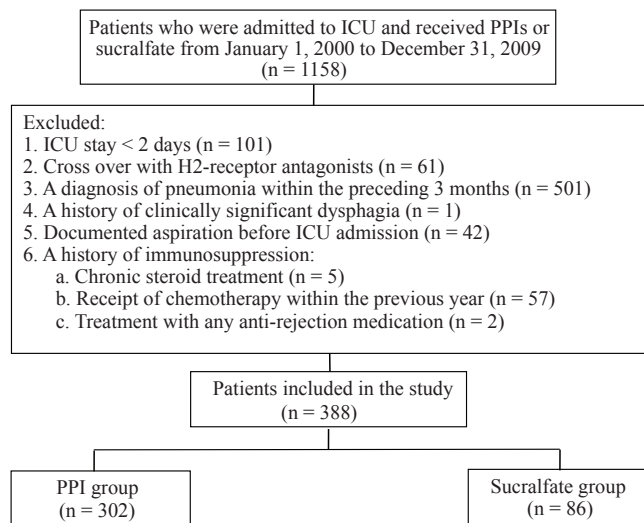 Patients who were admitted to ICU and received PPIs or
sucralfate from January 1, 2000 to December 31, 2009
(n = 1158)
Excluded:
1. ICU stay < 2 days (n = 101)
2. Cross over with H2-receptor antagonists (n = 61)
3. A diagnosis of pneumonia within the preceding 3 months (n = 501)
4. A history of clinically significant dysphagia (n = 1)
5. Documented aspiration before ICU admission (n = 42)
6. A history of immunosuppression:
a. Chronic steroid treatment (n = 5)
b. Receipt of chemotherapy within the previous year (n = 57)
c. Treatment with any anti-rejection medication (n = 2)
Patients included in the study
(n = 388)
PPI group
(n = 302)
Sucralfate group
(n = 86)